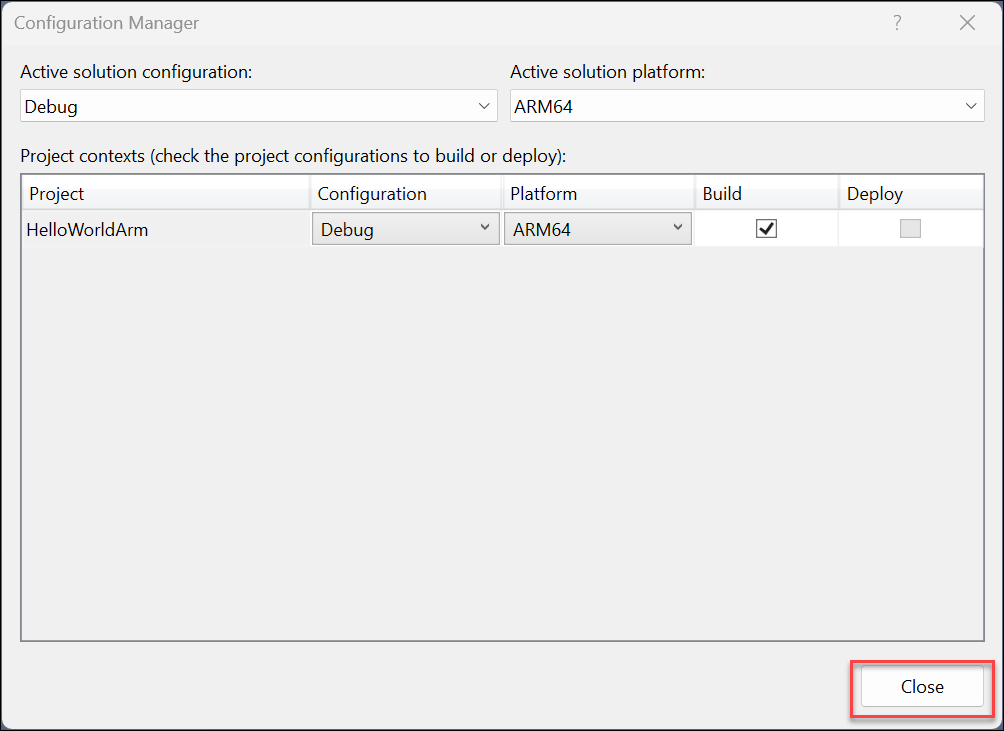 Configuration Manager ?
Active solution configuration: Active solution platform:
Debug ARM64
Project contexts (check the project configurations to build or deploy):
Project Configuration Platform Build Deploy
HelloWorldArm Debug ARM64
Close